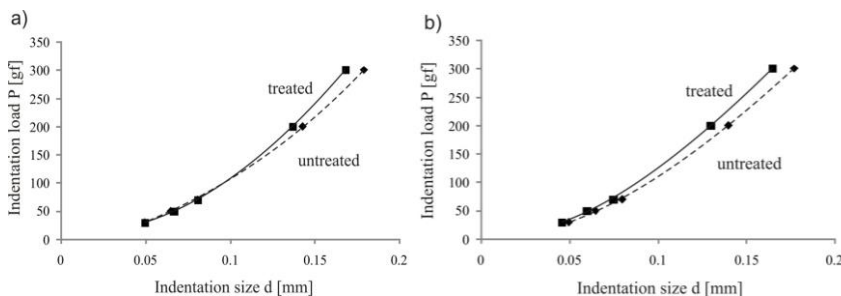 a)
350
300
250
200
150
100
50
0
Indentation load P [gf]
treated
untreated
0
0.05
0.1
0.15
0.2
Indentation size d [mm]
b)
350
300
250
200
150
100
50
0
Indentation load P [gf]
treated
untreated
0
0.05
0.1
0.15
0.2
Indentation size d [mm]